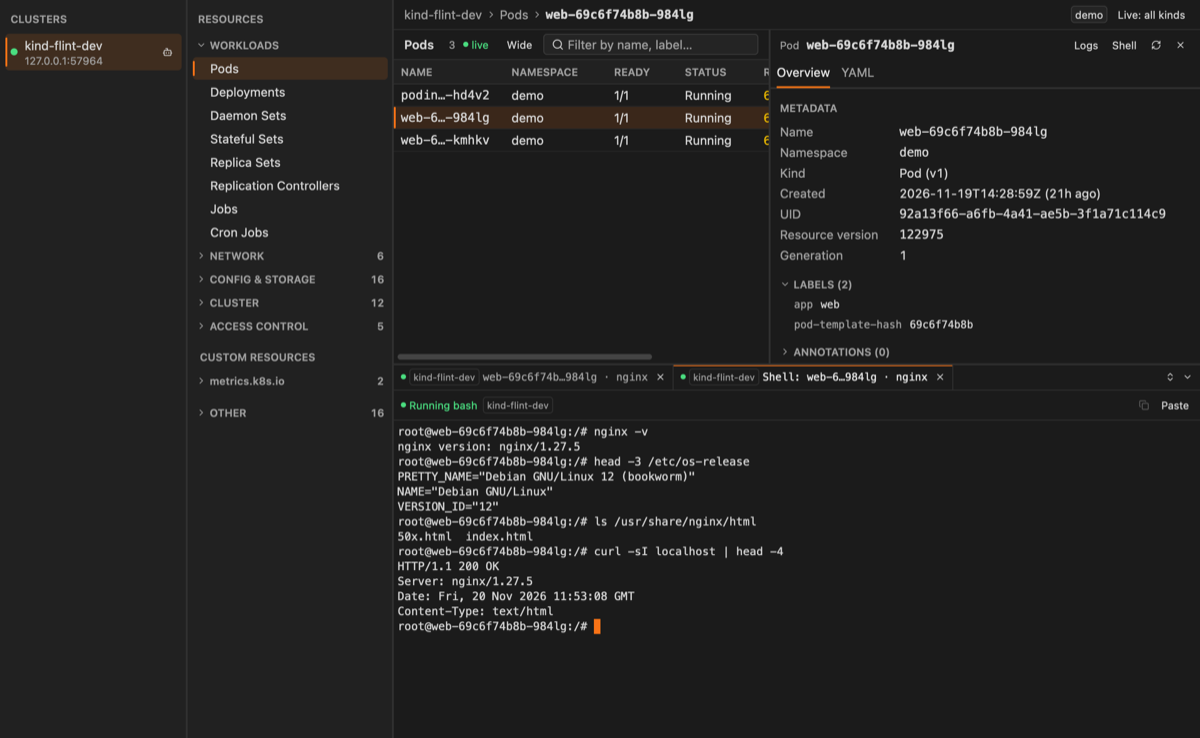 CLUSTERS
kind-flint-dev
127.0.0.1:57964
RESOURCES
WORKLOADS
Pods
Deployments
Daemon Sets
Stateful Sets
Replica Sets
Replication Controllers
Jobs
Cron Jobs
NETWORK 6
CONFIG & STORAGE 16
CLUSTER 12
ACCESS CONTROL 5
CUSTOM RESOURCES
metrics.k8s.io 2
OTHER 16
kind-flint-dev > Pods > web-69c6f74b8b-984lg
demo Live: all kinds
Pods 3 live Wide Filter by name, label...
NAME NAMESPACE READY STATUS R
podin…-hd4v2 demo 1/1 Running 6
web-6…-984lg demo 1/1 Running 6
web-6…-kmhkv demo 1/1 Running 6
Pod web-69c6f74b8b-984lg Logs Shell
Overview YAML
METADATA
Name web-69c6f74b8b-984lg
Namespace demo
Kind Pod (v1)
Created 2026-11-19T14:28:59Z (21h ago)
UID 92a13f66-a6fb-4a41-ae5b-3f1a71c114c9
Resource version 122975
Generation 1
LABELS (2)
app web
pod-template-hash 69c6f74b8b
ANNOTATIONS (0)
kind-flint-dev web-69c6f74b…984lg · nginx × kind-flint-dev Shell: web-6…984lg · nginx ×
Running bash kind-flint-dev Paste
root@web-69c6f74b8b-984lg:/# nginx -v
nginx version: nginx/1.27.5
root@web-69c6f74b8b-984lg:/# head -3 /etc/os-release
PRETTY_NAME="Debian GNU/Linux 12 (bookworm)"
NAME="Debian GNU/Linux"
VERSION_ID="12"
root@web-69c6f74b8b-984lg:/# ls /usr/share/nginx/html
50x.html  index.html
root@web-69c6f74b8b-984lg:/# curl -sI localhost | head -4
HTTP/1.1 200 OK
Server: nginx/1.27.5
Date: Fri, 20 Nov 2026 11:53:08 GMT
Content-Type: text/html
root@web-69c6f74b8b-984lg:/#